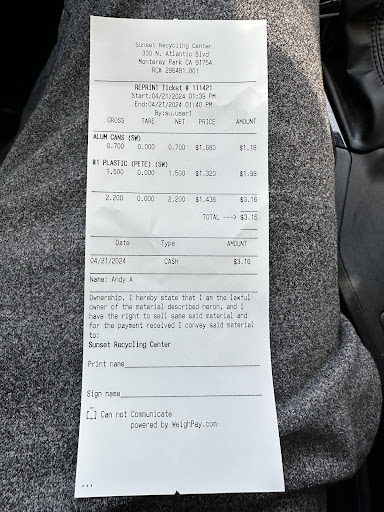 Sunset Recycling Center
330 N. Atlantic Blvd
Monterey Park CA 91754
RC# 296481.001
REPRINT Ticket # 111421
Start:04/21/2024 01:39 PM
End:04/21/2024 01:40 PM
By:su.user1
GROSS TARE NET PRICE AMOUNT
ALUM CANS (SW)
0.700 0.000 0.700 $1.680 $1.18
#1 PLASTIC (PETE) (SW)
1.500 0.000 1.500 $1.320 $1.98
2.200 0.000 2.200 $1.436 $3.16
TOTAL ---> $3.16
Date Type AMOUNT
04/21/2024 CASH $3.16
Name: Andy A
Ownership, I hereby state that I am the lawful
owner of the material described heron, and I
have the right to sell same said material and
for the payment received I convey said material
to:
Sunset Recycling Center
Print name
Sign name
[_] Can not Communicate
powered by WeighPay.com
...